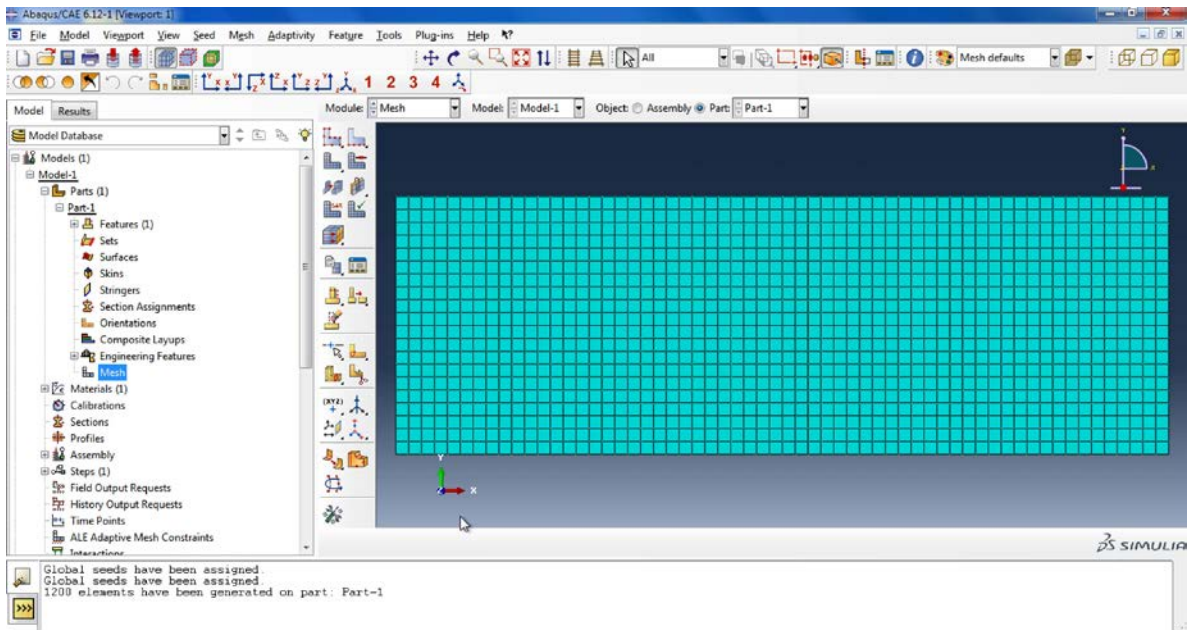 Abaqus/CAE 6.12-1 [Viewport: 1]
File Model Viewport View Seed Mesh Adaptivity Feature Tools Plug-ins Help
All Mesh defaults
1 2 3 4
Model Results Module: Mesh Model: Model-1 Object: Assembly Part: Part-1
Model Database
Models (1)
Model-1
Parts (1)
Part-1
Features (1)
Sets
Surfaces
Skins
Stringers
Section Assignments
Orientations
Composite Layups
Engineering Features
Mesh
Materials (1)
Calibrations
Sections
Profiles
Assembly
Steps (1)
Field Output Requests
History Output Requests
Time Points
ALE Adaptive Mesh Constraints
Interactions
(XYZ)
Y
X
SIMULIA
Global seeds have been assigned.
Global seeds have been assigned.
1200 elements have been generated on part: Part-1
>>>